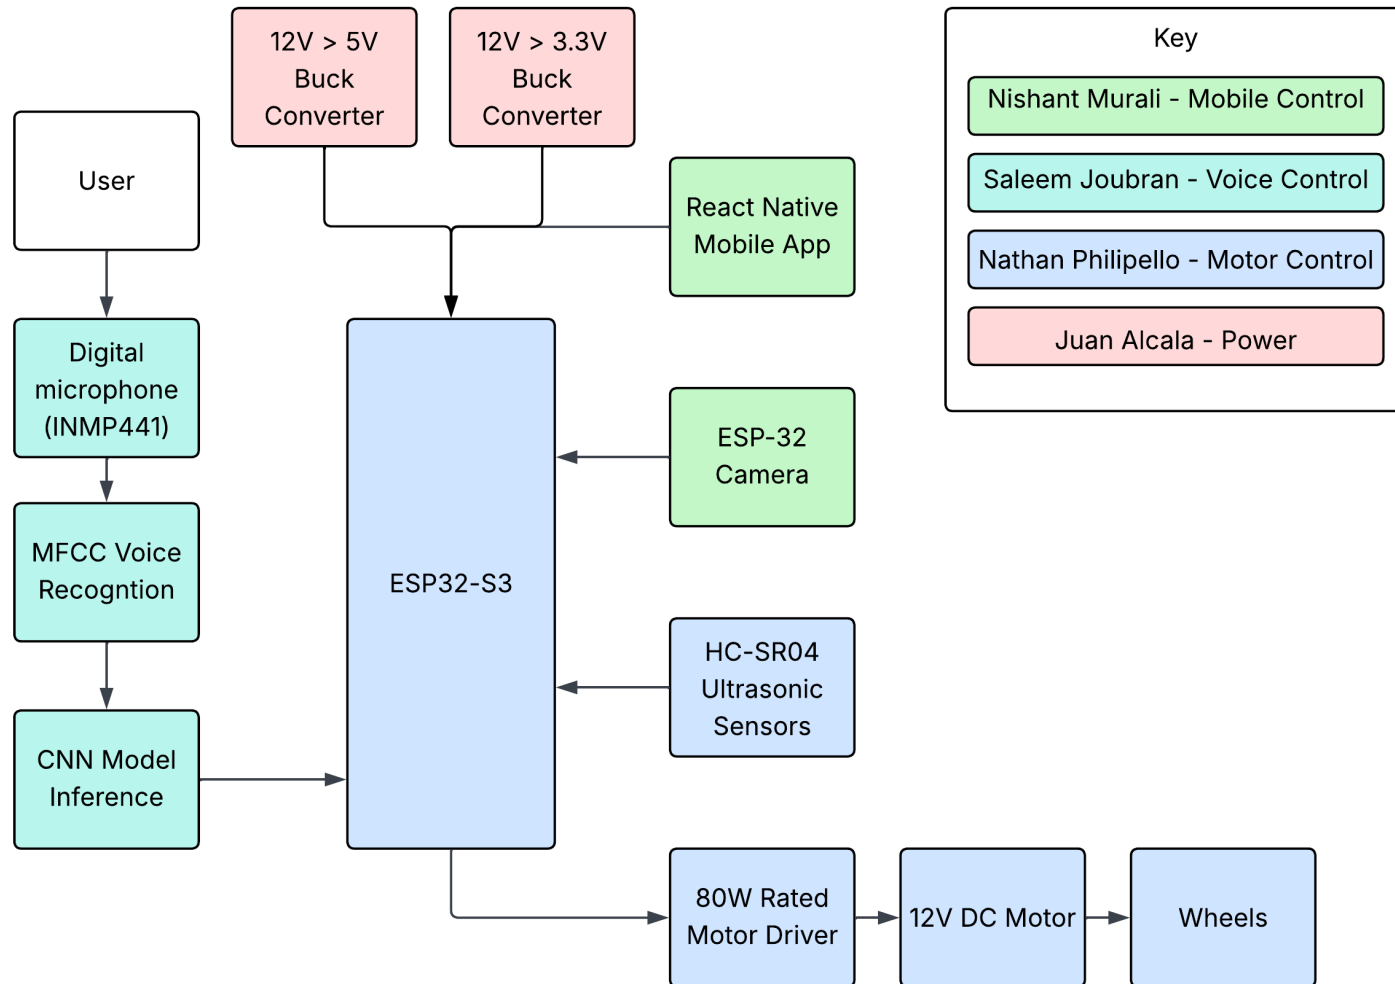 12V > 5V
Buck
Converter
12V > 3.3V
Buck
Converter
Key
Nishant Murali - Mobile Control
Saleem Joubran - Voice Control
Nathan Philipello - Motor Control
Juan Alcala - Power
User
React Native
Mobile App
Digital
microphone
(INMP441)
ESP-32
Camera
MFCC Voice
Recogntion
ESP32-S3
HC-SR04
Ultrasonic
Sensors
CNN Model
Inference
80W Rated
Motor Driver
12V DC Motor
Wheels